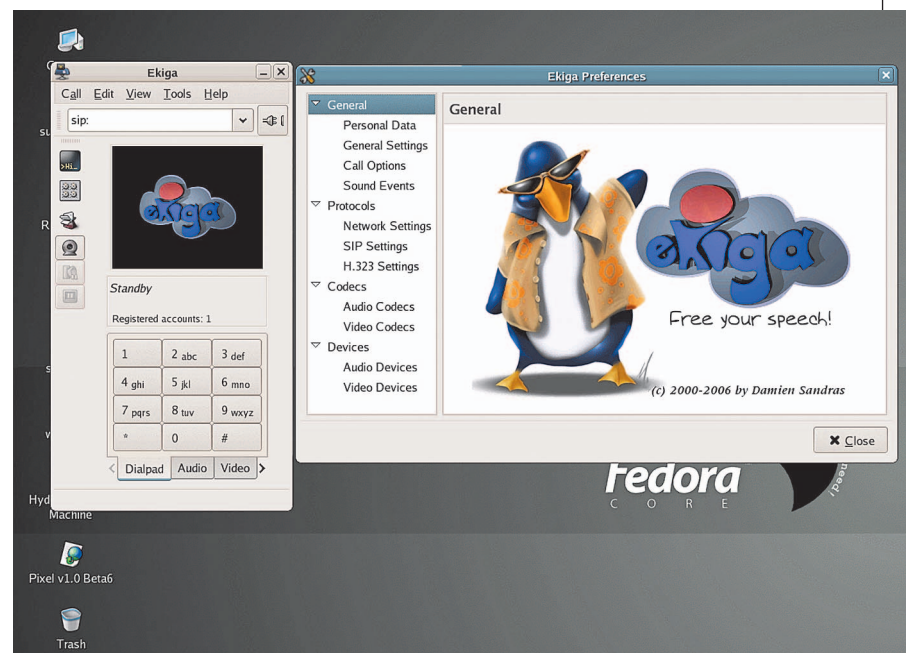 Ekiga
Call Edit View Tools Help
sip:
ekiga
Standby
Registered accounts: 1
1 2 abc 3 def
4 ghi 5 jkl 6 mno
7 pqrs 8 tuv 9 wxyz
* 0 #
Dialpad Audio Video
Ekiga Preferences
General
Personal Data
General Settings
Call Options
Sound Events
Protocols
Network Settings
SIP Settings
H.323 Settings
Codecs
Audio Codecs
Video Codecs
Devices
Audio Devices
Video Devices
General
ekiga
Free your speech!
(c) 2000-2006 by Damien Sandras
Close
Fedora
CORE
need!
Hyd
Machine
Pixel v1.0 Beta6
Trash